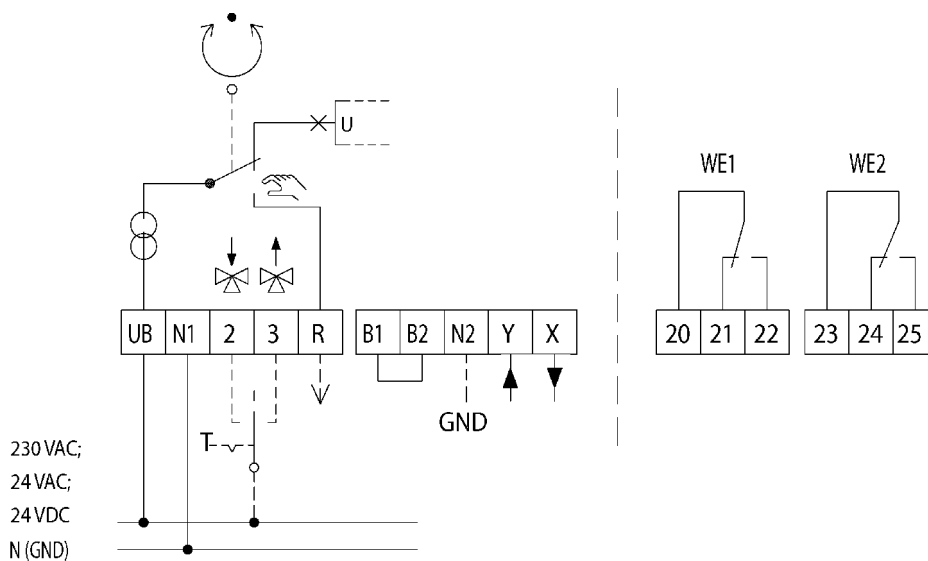 U
WE1 WE2
UB N1 2 3 R B1 B2 N2 Y X 20 21 22 23 24 25
GND
T
230 VAC;
24 VAC;
24 VDC
N (GND)